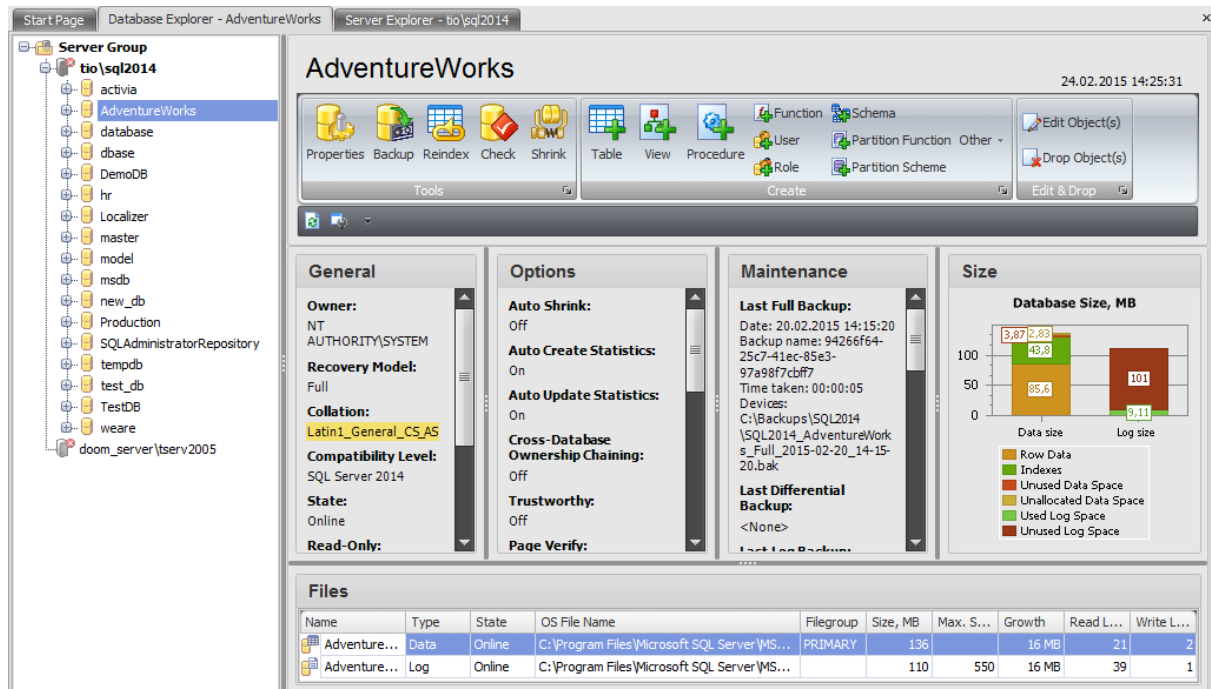 Start Page Database Explorer - AdventureWorks Server Explorer - tio\sql2014
Server Group
tio\sql2014
activia
AdventureWorks
database
dbase
DemoDB
hr
Localizer
master
model
msdb
new_db
Production
SQLAdministratorRepository
tempdb
test_db
TestDB
weare
doom_server\tserv2005
AdventureWorks
24.02.2015 14:25:31
Properties Backup Reindex Check Shrink
Tools
Table View Procedure
Function Schema
User Partition Function Other
Role Partition Scheme
Create
Edit Object(s)
Drop Object(s)
Edit & Drop
General
Owner:
NT
AUTHORITY\SYSTEM
Recovery Model:
Full
Collation:
Latin1_General_CS_AS
Compatibility Level:
SQL Server 2014
State:
Online
Read-Only:
Options
Auto Shrink:
Off
Auto Create Statistics:
On
Auto Update Statistics:
On
Cross-Database
Ownership Chaining:
Off
Trustworthy:
Off
Page Verify:
Maintenance
Last Full Backup:
Date: 20.02.2015 14:15:20
Backup name: 94266f64-
25c7-41ec-85e3-
97a98f7cbff7
Time taken: 00:00:05
Devices:
C:\Backups\SQL2014
\SQL2014_AdventureWork
s_Full_2015-02-20_14-15-
20.bak
Last Differential
Backup:
<None>
Last Log Backup:
Size
Database Size, MB
3,87 2,83
100 43,8
101
50 85,6
0 9,11
Data size Log size
Row Data
Indexes
Unused Data Space
Unallocated Data Space
Used Log Space
Unused Log Space
Files
Name Type State OS File Name Filegroup Size, MB Max. S... Growth Read L... Write L...
Adventure... Data Online C:\Program Files\Microsoft SQL Server\MS... PRIMARY 136 16 MB 21 2
Adventure... Log Online C:\Program Files\Microsoft SQL Server\MS... 110 550 16 MB 39 1